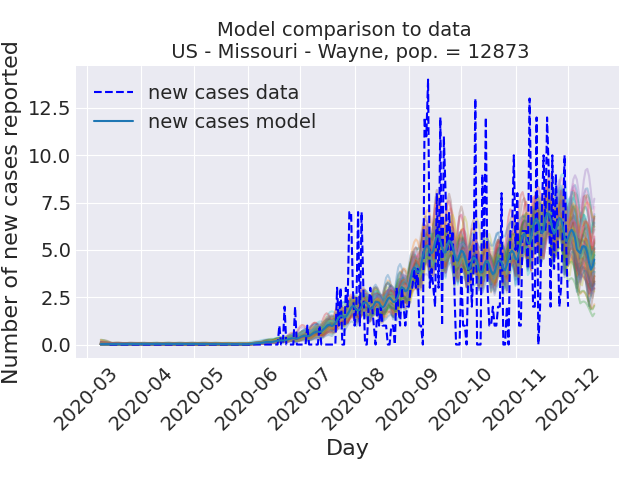 Model comparison to data
US - Missouri - Wayne, pop. = 12873
Number of new cases reported
12.5
10.0
7.5
5.0
2.5
0.0
new cases data
new cases model
2020-03
2020-04
2020-05
2020-06
2020-07
2020-08
2020-09
2020-10
2020-11
2020-12
Day